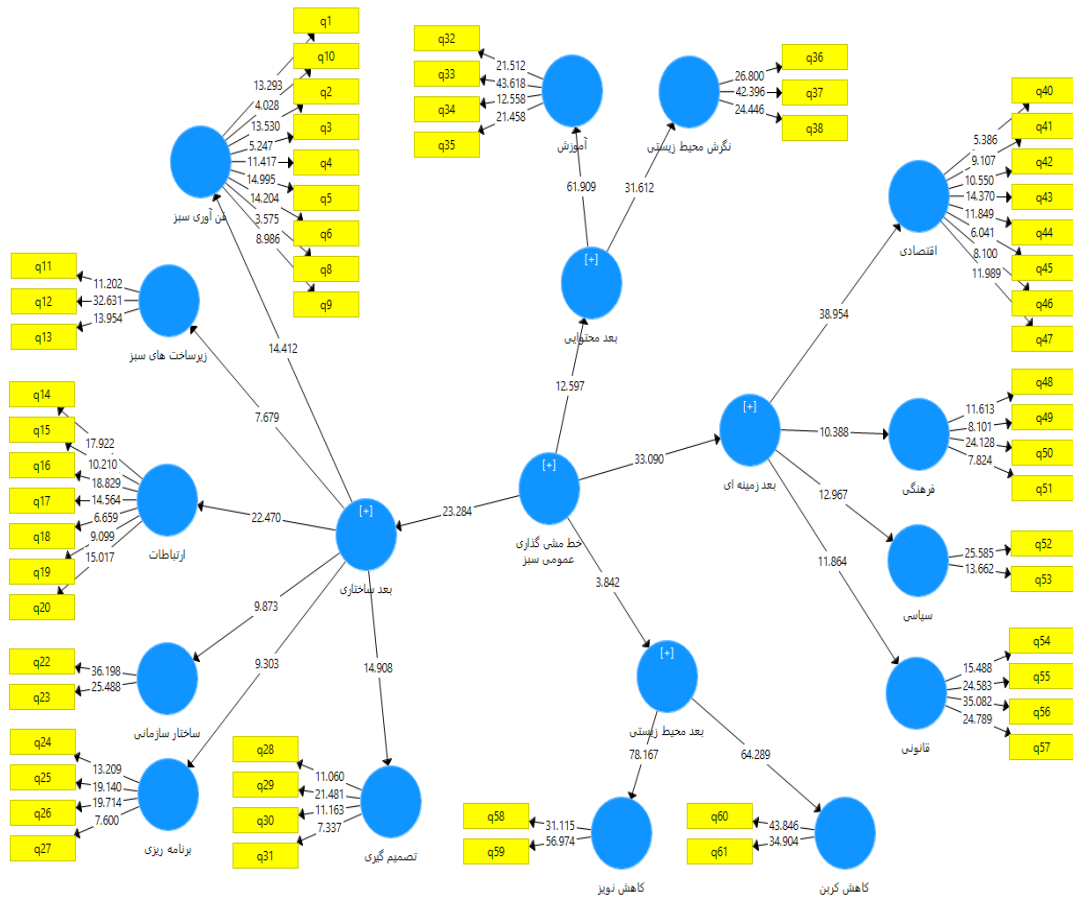 q1
q10
q2
q3
q4
q5
q6
q8
q9
13.293
4.028
13.530
5.247
11.417
14.995
14.204
3.575
8.986
فن آوری سبز
q32
q33
q34
q35
21.512
43.618
12.558
21.458
آموزش
q36
q37
q38
26.800
42.396
24.446
نگرش محیط زیستی
61.909
31.612
[+]
بعد محتوایی
12.597
q40
q41
q42
q43
q44
q45
q46
q47
5.386
9.107
10.550
14.370
11.849
6.041
8.100
11.989
اقتصادی
38.954
q11
q12
q13
11.202
32.631
13.954
زیرساخت های سبز
14.412
7.679
q14
q15
q16
q17
q18
q19
q20
17.922
10.210
18.829
14.564
6.659
9.099
15.017
ارتباطات
22.470
[+]
بعد ساختاری
23.284
[+]
خط مشی گذاری
عمومی سبز
33.090
[+]
بعد زمینه ای
10.388
q48
q49
q50
q51
11.613
8.101
24.128
7.824
فرهنگی
12.967
q52
q53
25.585
13.662
سیاسی
11.864
q54
q55
q56
q57
15.488
24.583
35.082
24.789
قانونی
9.873
q22
q23
36.198
25.488
ساختار سازمانی
9.303
q24
q25
q26
q27
13.209
19.140
19.714
7.600
برنامه ریزی
14.908
q28
q29
q30
q31
11.060
21.481
11.163
7.337
تصمیم گیری
3.842
[+]
بعد محیط زیستی
78.167
64.289
q58
q59
31.115
56.974
کاهش نویز
q60
q61
43.846
34.904
کاهش کربن